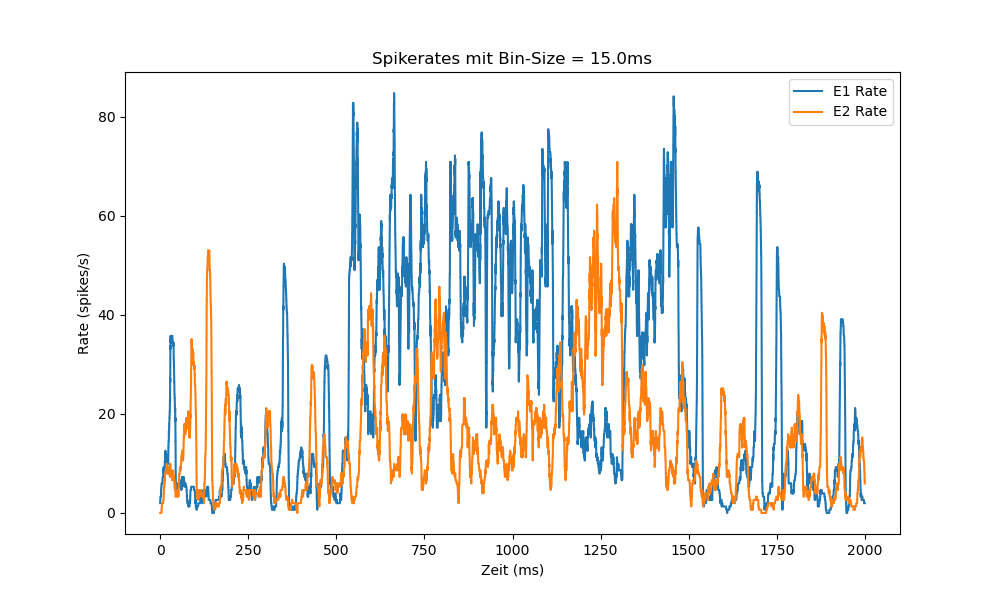 Spikerates mit Bin-Size = 15.0ms
E1 Rate
E2 Rate
Rate (spikes/s)
80
60
40
20
0
0 250 500 750 1000 1250 1500 1750 2000
Zeit (ms)